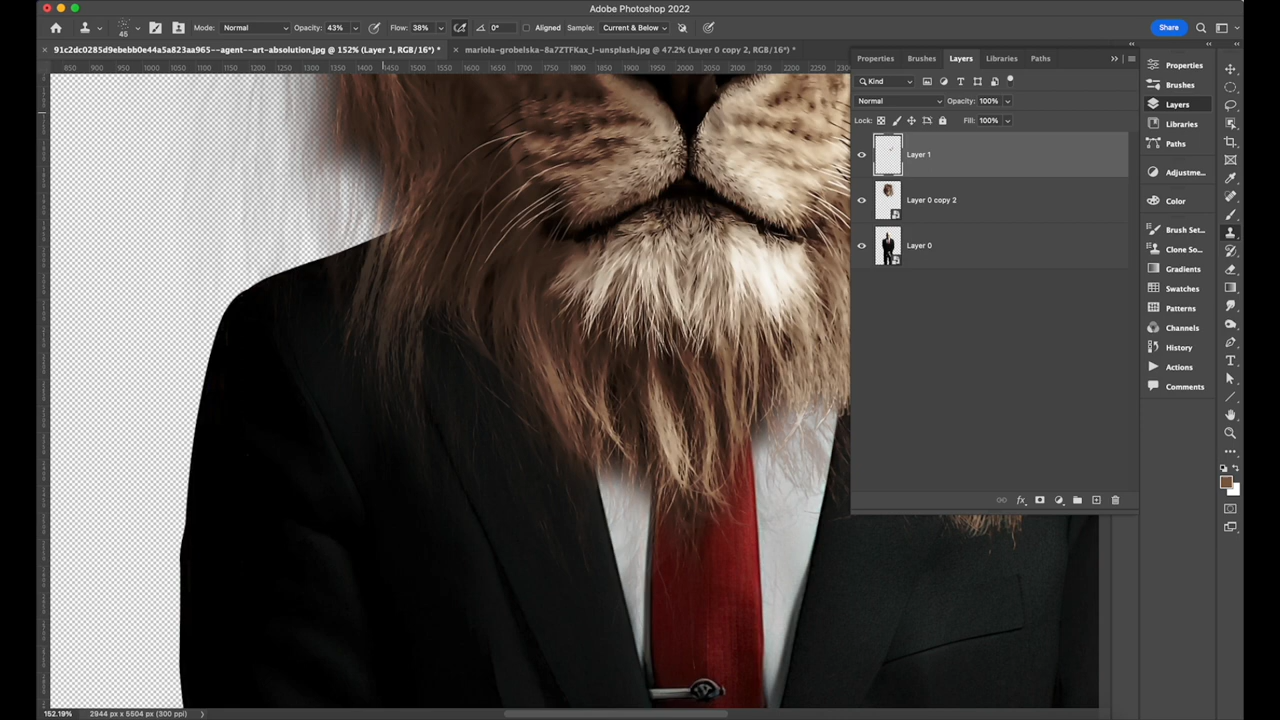 Adobe Photoshop 2022
45
Mode: Normal Opacity: 43% Flow: 38% 0° Aligned Sample: Current & Below Share
91c2dc0285d9ebebb0e44a5a823aa965--agent--art-absolution.jpg @ 152% (Layer 1, RGB/16*) *
mariola-grobelska-8a7ZTFKax_I-unsplash.jpg @ 47.2% (Layer 0 copy 2, RGB/16*) *
850 900 950 1000 1050 1100 1150 1200 1250 1300 1350 1400 1450 1500 1550 1600 1650 1700 1750 1800 1850 1900 1950 2000 2050 2100 2150 2200 2250 2300
Properties Brushes Layers Libraries Paths
Kind
Normal Opacity: 100%
Lock: Fill: 100%
Layer 1
Layer 0 copy 2
Layer 0
fx
Properties
Brushes
Layers
Libraries
Paths
Adjustme...
Color
Brush Set...
Clone So...
Gradients
Swatches
Patterns
Channels
History
Actions
Comments
152.19% 2944 px x 5504 px (300 ppi)